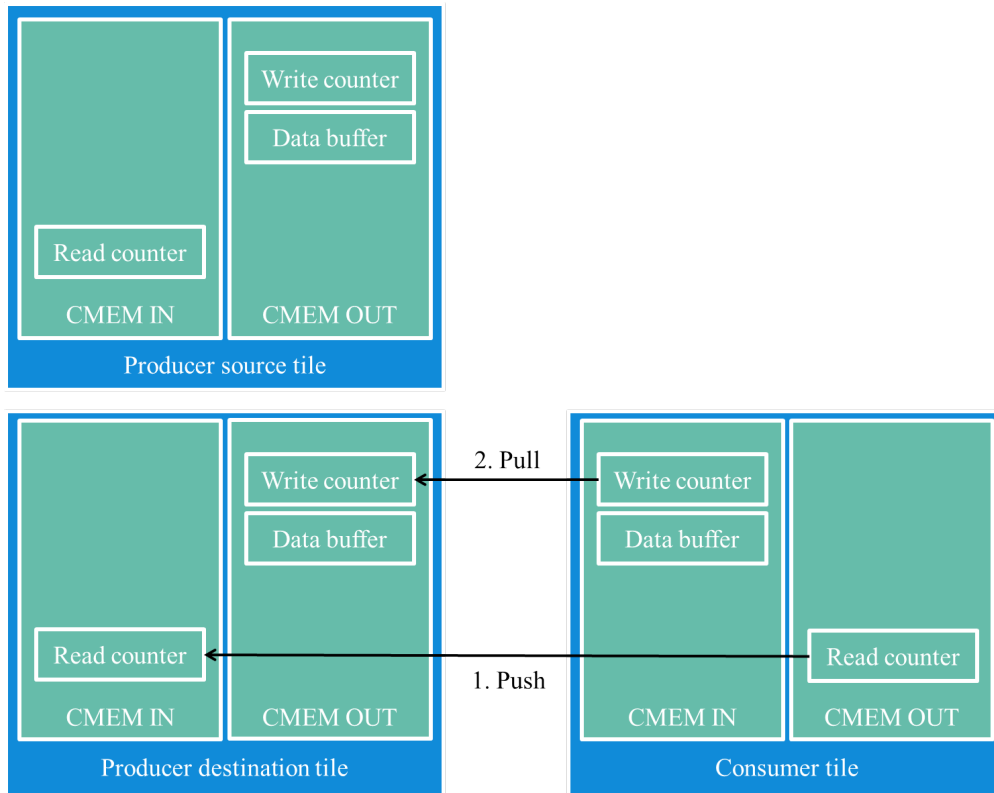 Write counter
Data buffer
Read counter
CMEM IN
CMEM OUT
Producer source tile
2. Pull
Write counter
Write counter
Data buffer
Data buffer
Read counter
Read counter
1. Push
CMEM IN
CMEM OUT
CMEM IN
CMEM OUT
Producer destination tile
Consumer tile